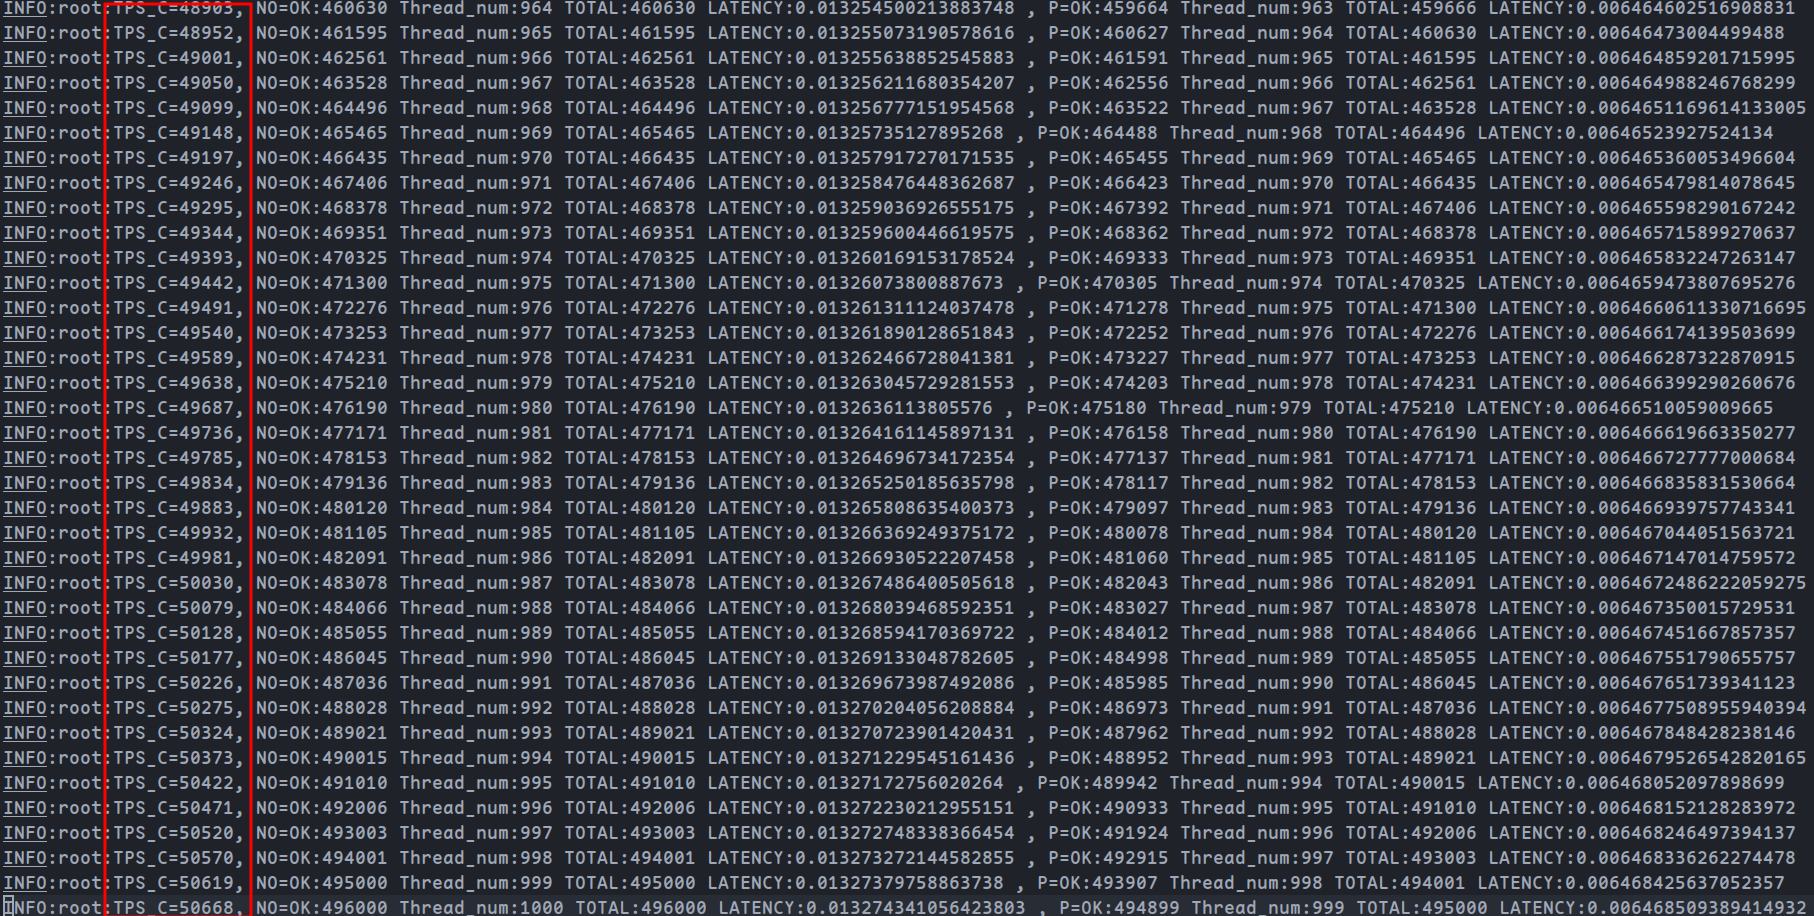 INFO:root:TPS_C=48903, NO=OK:460630 Thread_num:964 TOTAL:460630 LATENCY:0.013254500213883748 , P=OK:459664 Thread_num:963 TOTAL:459666 LATENCY:0.006464602516908831
INFO:root:TPS_C=48952, NO=OK:461595 Thread_num:965 TOTAL:461595 LATENCY:0.013255073190578616 , P=OK:460627 Thread_num:964 TOTAL:460630 LATENCY:0.00646473004499488
INFO:root:TPS_C=49001, NO=OK:462561 Thread_num:966 TOTAL:462561 LATENCY:0.013255638852545883 , P=OK:461591 Thread_num:965 TOTAL:461595 LATENCY:0.006464859201715995
INFO:root:TPS_C=49050, NO=OK:463528 Thread_num:967 TOTAL:463528 LATENCY:0.013256211680354207 , P=OK:462556 Thread_num:966 TOTAL:462561 LATENCY:0.006464988246768299
INFO:root:TPS_C=49099, NO=OK:464496 Thread_num:968 TOTAL:464496 LATENCY:0.013256777151954568 , P=OK:463522 Thread_num:967 TOTAL:463528 LATENCY:0.0064651169614133005
INFO:root:TPS_C=49148, NO=OK:465465 Thread_num:969 TOTAL:465465 LATENCY:0.01325735127895268 , P=OK:464488 Thread_num:968 TOTAL:464496 LATENCY:0.00646523927524134
INFO:root:TPS_C=49197, NO=OK:466435 Thread_num:970 TOTAL:466435 LATENCY:0.013257917270171535 , P=OK:465455 Thread_num:969 TOTAL:465465 LATENCY:0.006465360053496604
INFO:root:TPS_C=49246, NO=OK:467406 Thread_num:971 TOTAL:467406 LATENCY:0.013258476448362687 , P=OK:466423 Thread_num:970 TOTAL:466435 LATENCY:0.006465479814078645
INFO:root:TPS_C=49295, NO=OK:468378 Thread_num:972 TOTAL:468378 LATENCY:0.013259036926555175 , P=OK:467392 Thread_num:971 TOTAL:467406 LATENCY:0.006465598290167242
INFO:root:TPS_C=49344, NO=OK:469351 Thread_num:973 TOTAL:469351 LATENCY:0.013259600446619575 , P=OK:468362 Thread_num:972 TOTAL:468378 LATENCY:0.006465715899270637
INFO:root:TPS_C=49393, NO=OK:470325 Thread_num:974 TOTAL:470325 LATENCY:0.013260169153178524 , P=OK:469333 Thread_num:973 TOTAL:469351 LATENCY:0.006465832247263147
INFO:root:TPS_C=49442, NO=OK:471300 Thread_num:975 TOTAL:471300 LATENCY:0.01326073800887673 , P=OK:470305 Thread_num:974 TOTAL:470325 LATENCY:0.0064659473807695276
INFO:root:TPS_C=49491, NO=OK:472276 Thread_num:976 TOTAL:472276 LATENCY:0.013261311124037478 , P=OK:471278 Thread_num:975 TOTAL:471300 LATENCY:0.0064660611330716695
INFO:root:TPS_C=49540, NO=OK:473253 Thread_num:977 TOTAL:473253 LATENCY:0.013261890128651843 , P=OK:472252 Thread_num:976 TOTAL:472276 LATENCY:0.006466174139503699
INFO:root:TPS_C=49589, NO=OK:474231 Thread_num:978 TOTAL:474231 LATENCY:0.013262466728041381 , P=OK:473227 Thread_num:977 TOTAL:473253 LATENCY:0.006466287322870915
INFO:root:TPS_C=49638, NO=OK:475210 Thread_num:979 TOTAL:475210 LATENCY:0.013263045729281553 , P=OK:474203 Thread_num:978 TOTAL:474231 LATENCY:0.006466399290260676
INFO:root:TPS_C=49687, NO=OK:476190 Thread_num:980 TOTAL:476190 LATENCY:0.0132636113805576 , P=OK:475180 Thread_num:979 TOTAL:475210 LATENCY:0.006466510059009665
INFO:root:TPS_C=49736, NO=OK:477171 Thread_num:981 TOTAL:477171 LATENCY:0.013264161145897131 , P=OK:476158 Thread_num:980 TOTAL:476190 LATENCY:0.006466619663350277
INFO:root:TPS_C=49785, NO=OK:478153 Thread_num:982 TOTAL:478153 LATENCY:0.013264696734172354 , P=OK:477137 Thread_num:981 TOTAL:477171 LATENCY:0.006466727777000684
INFO:root:TPS_C=49834, NO=OK:479136 Thread_num:983 TOTAL:479136 LATENCY:0.013265250185635798 , P=OK:478117 Thread_num:982 TOTAL:478153 LATENCY:0.006466835831530664
INFO:root:TPS_C=49883, NO=OK:480120 Thread_num:984 TOTAL:480120 LATENCY:0.013265808635400373 , P=OK:479097 Thread_num:983 TOTAL:479136 LATENCY:0.006466939757743341
INFO:root:TPS_C=49932, NO=OK:481105 Thread_num:985 TOTAL:481105 LATENCY:0.013266369249375172 , P=OK:480078 Thread_num:984 TOTAL:480120 LATENCY:0.006467044051563721
INFO:root:TPS_C=49981, NO=OK:482091 Thread_num:986 TOTAL:482091 LATENCY:0.013266930522207458 , P=OK:481060 Thread_num:985 TOTAL:481105 LATENCY:0.006467147014759572
INFO:root:TPS_C=50030, NO=OK:483078 Thread_num:987 TOTAL:483078 LATENCY:0.013267486400505618 , P=OK:482043 Thread_num:986 TOTAL:482091 LATENCY:0.0064672486222059275
INFO:root:TPS_C=50079, NO=OK:484066 Thread_num:988 TOTAL:484066 LATENCY:0.013268039468592351 , P=OK:483027 Thread_num:987 TOTAL:483078 LATENCY:0.006467350015729531
INFO:root:TPS_C=50128, NO=OK:485055 Thread_num:989 TOTAL:485055 LATENCY:0.013268594170369722 , P=OK:484012 Thread_num:988 TOTAL:484066 LATENCY:0.006467451667857357
INFO:root:TPS_C=50177, NO=OK:486045 Thread_num:990 TOTAL:486045 LATENCY:0.013269133048782605 , P=OK:484998 Thread_num:989 TOTAL:485055 LATENCY:0.006467551790655757
INFO:root:TPS_C=50226, NO=OK:487036 Thread_num:991 TOTAL:487036 LATENCY:0.013269673987492086 , P=OK:485985 Thread_num:990 TOTAL:486045 LATENCY:0.006467651739341123
INFO:root:TPS_C=50275, NO=OK:488028 Thread_num:992 TOTAL:488028 LATENCY:0.013270204056208884 , P=OK:486973 Thread_num:991 TOTAL:487036 LATENCY:0.0064677508955940394
INFO:root:TPS_C=50324, NO=OK:489021 Thread_num:993 TOTAL:489021 LATENCY:0.013270723901420431 , P=OK:487962 Thread_num:992 TOTAL:488028 LATENCY:0.006467848428238146
INFO:root:TPS_C=50373, NO=OK:490015 Thread_num:994 TOTAL:490015 LATENCY:0.013271229545161436 , P=OK:488952 Thread_num:993 TOTAL:489021 LATENCY:0.0064679526542820165
INFO:root:TPS_C=50422, NO=OK:491010 Thread_num:995 TOTAL:491010 LATENCY:0.01327172756020264 , P=OK:489942 Thread_num:994 TOTAL:490015 LATENCY:0.006468052097898699
INFO:root:TPS_C=50471, NO=OK:492006 Thread_num:996 TOTAL:492006 LATENCY:0.013272230212955151 , P=OK:490933 Thread_num:995 TOTAL:491010 LATENCY:0.006468152128283972
INFO:root:TPS_C=50520, NO=OK:493003 Thread_num:997 TOTAL:493003 LATENCY:0.013272748338366454 , P=OK:491924 Thread_num:996 TOTAL:492006 LATENCY:0.006468246497394137
INFO:root:TPS_C=50570, NO=OK:494001 Thread_num:998 TOTAL:494001 LATENCY:0.013273272144582855 , P=OK:492915 Thread_num:997 TOTAL:493003 LATENCY:0.006468336262274478
INFO:root:TPS_C=50619, NO=OK:495000 Thread_num:999 TOTAL:495000 LATENCY:0.01327379758863738 , P=OK:493907 Thread_num:998 TOTAL:494001 LATENCY:0.006468425637052357
INFO:root:TPS_C=50668, NO=OK:496000 Thread_num:1000 TOTAL:496000 LATENCY:0.013274341056423803 , P=OK:494899 Thread_num:999 TOTAL:495000 LATENCY:0.006468509389414932